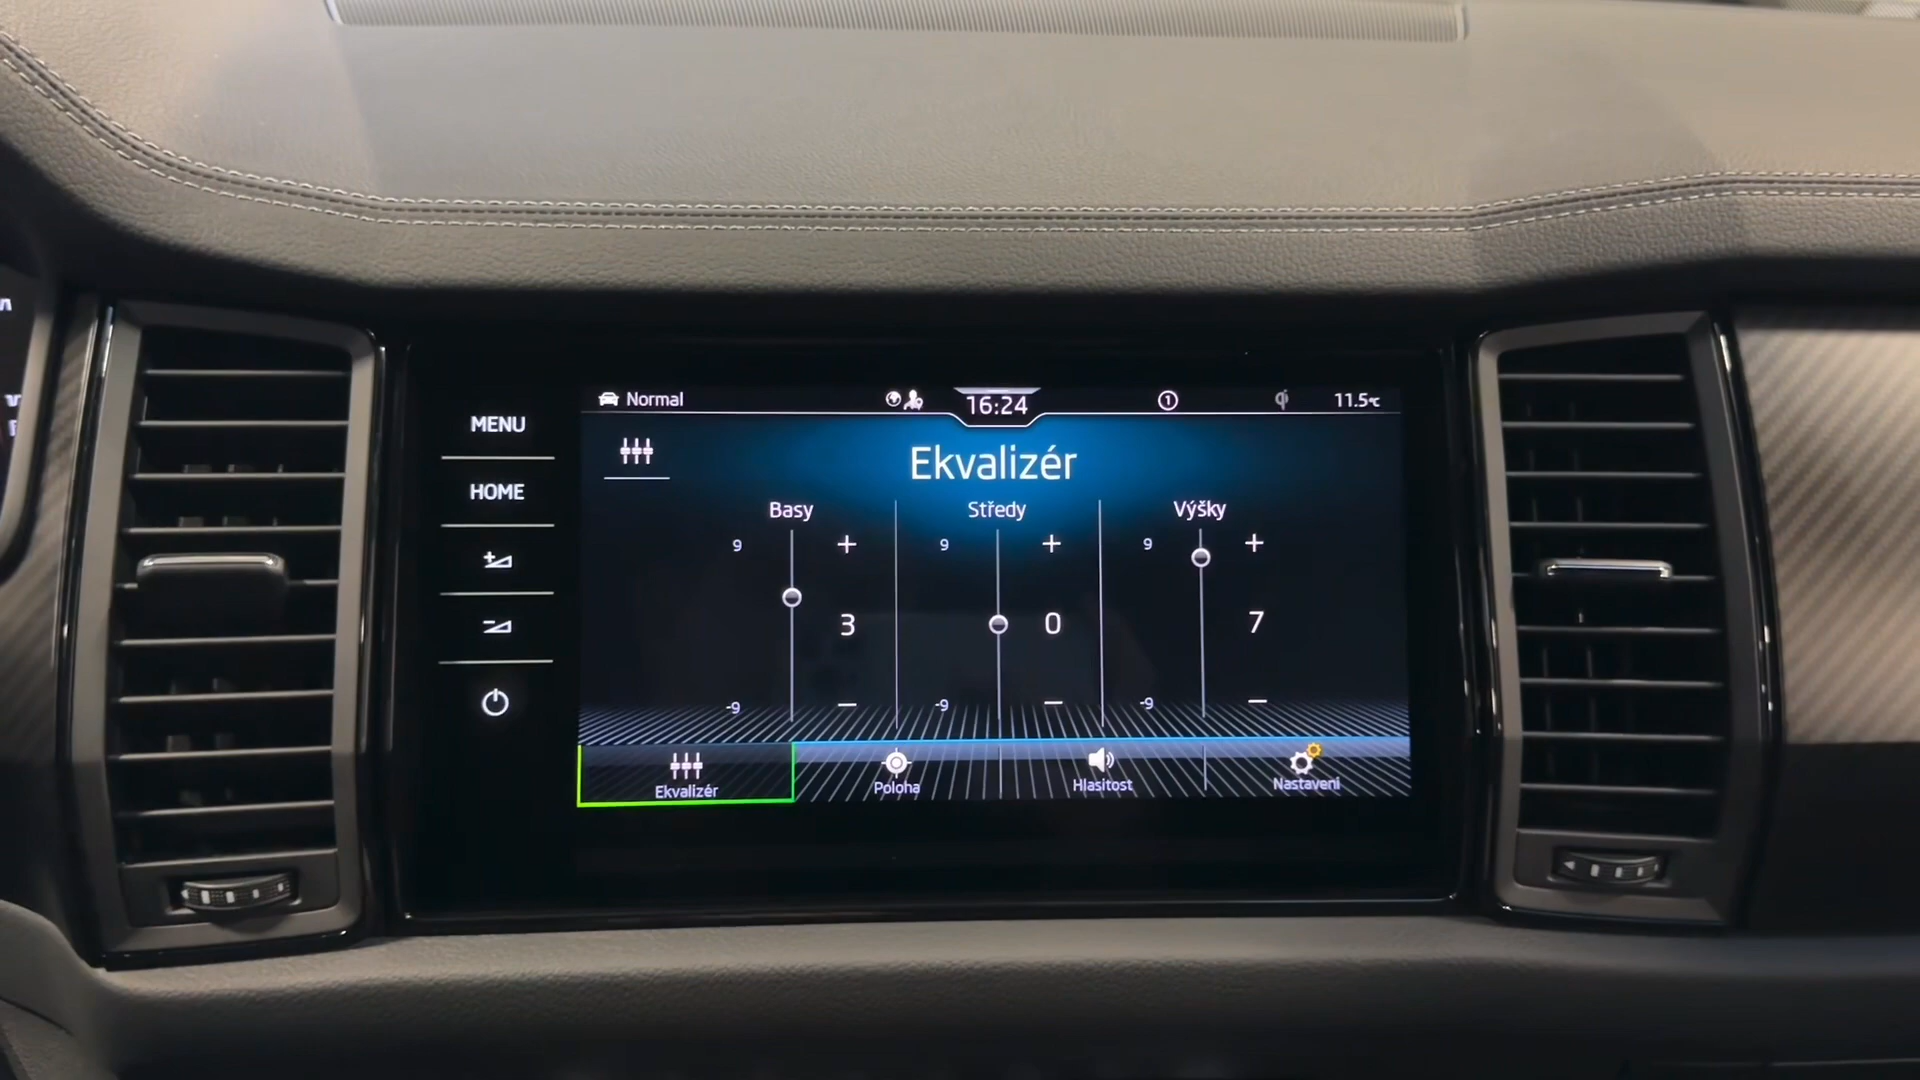 Normal 16:24 1 11.5°C
MENU
HOME
Ekvalizér
Basy Středy Výšky
9 + 9 + 9 +
3 0 7
-9 — -9 — -9 —
Ekvalizér Poloha Hlasitost Nastavení